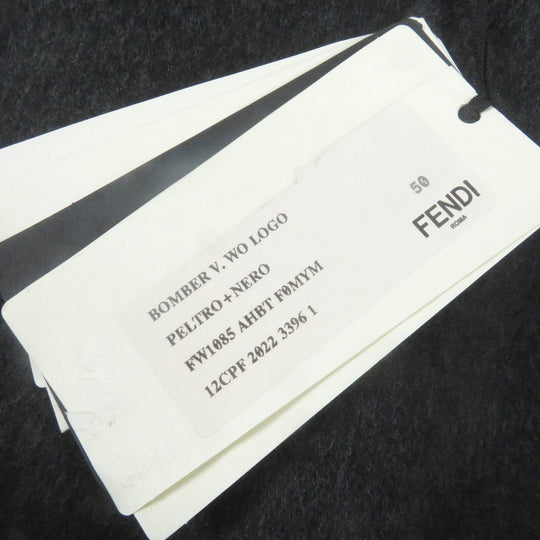 BOMBER V. WO LOGO
PELTRO+NERO
FW1085 AHBT F0MYM
12CPF 2022 3396 1
50
FENDI
ROMA